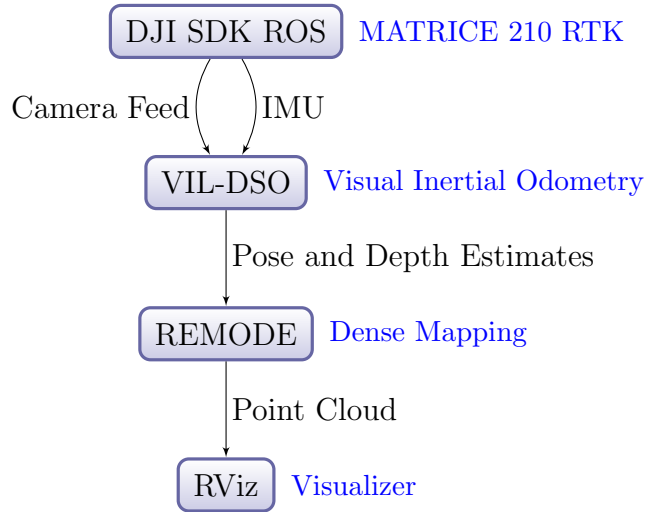 DJI SDK ROS MATRICE 210 RTK
Camera Feed IMU
VIL-DSO Visual Inertial Odometry
Pose and Depth Estimates
REMODE Dense Mapping
Point Cloud
RViz Visualizer